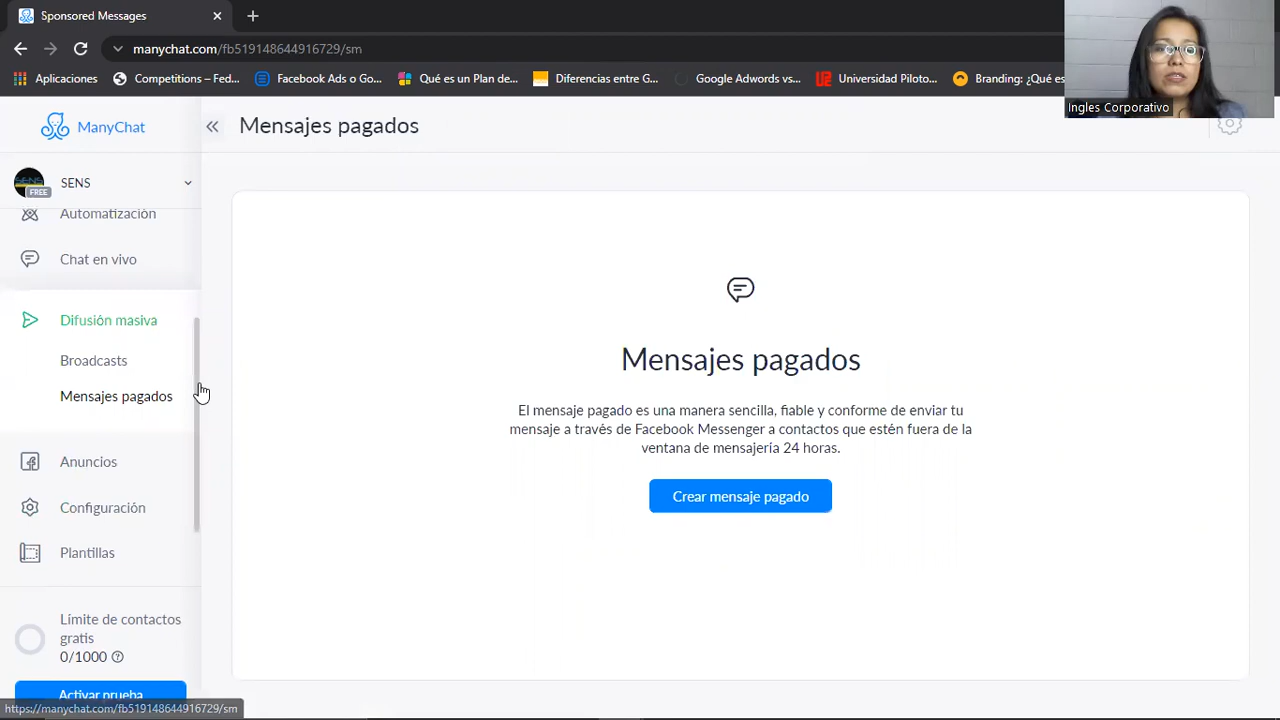 Sponsored Messages
manychat.com/fb519148644916729/sm
Aplicaciones
Competitions – Fed...
Facebook Ads o Go...
Qué es un Plan de...
Diferencias entre G...
Google Adwords vs...
Universidad Piloto...
Branding: ¿Qué es
Ingles Corporativo
ManyChat
Mensajes pagados
SENS
FREE
Automatización
Chat en vivo
Difusión masiva
Broadcasts
Mensajes pagados
Anuncios
Configuración
Plantillas
Límite de contactos
gratis
0/1000
Activar prueba
Mensajes pagados
El mensaje pagado es una manera sencilla, fiable y conforme de enviar tu
mensaje a través de Facebook Messenger a contactos que estén fuera de la
ventana de mensajería 24 horas.
Crear mensaje pagado
https://manychat.com/fb519148644916729/sm